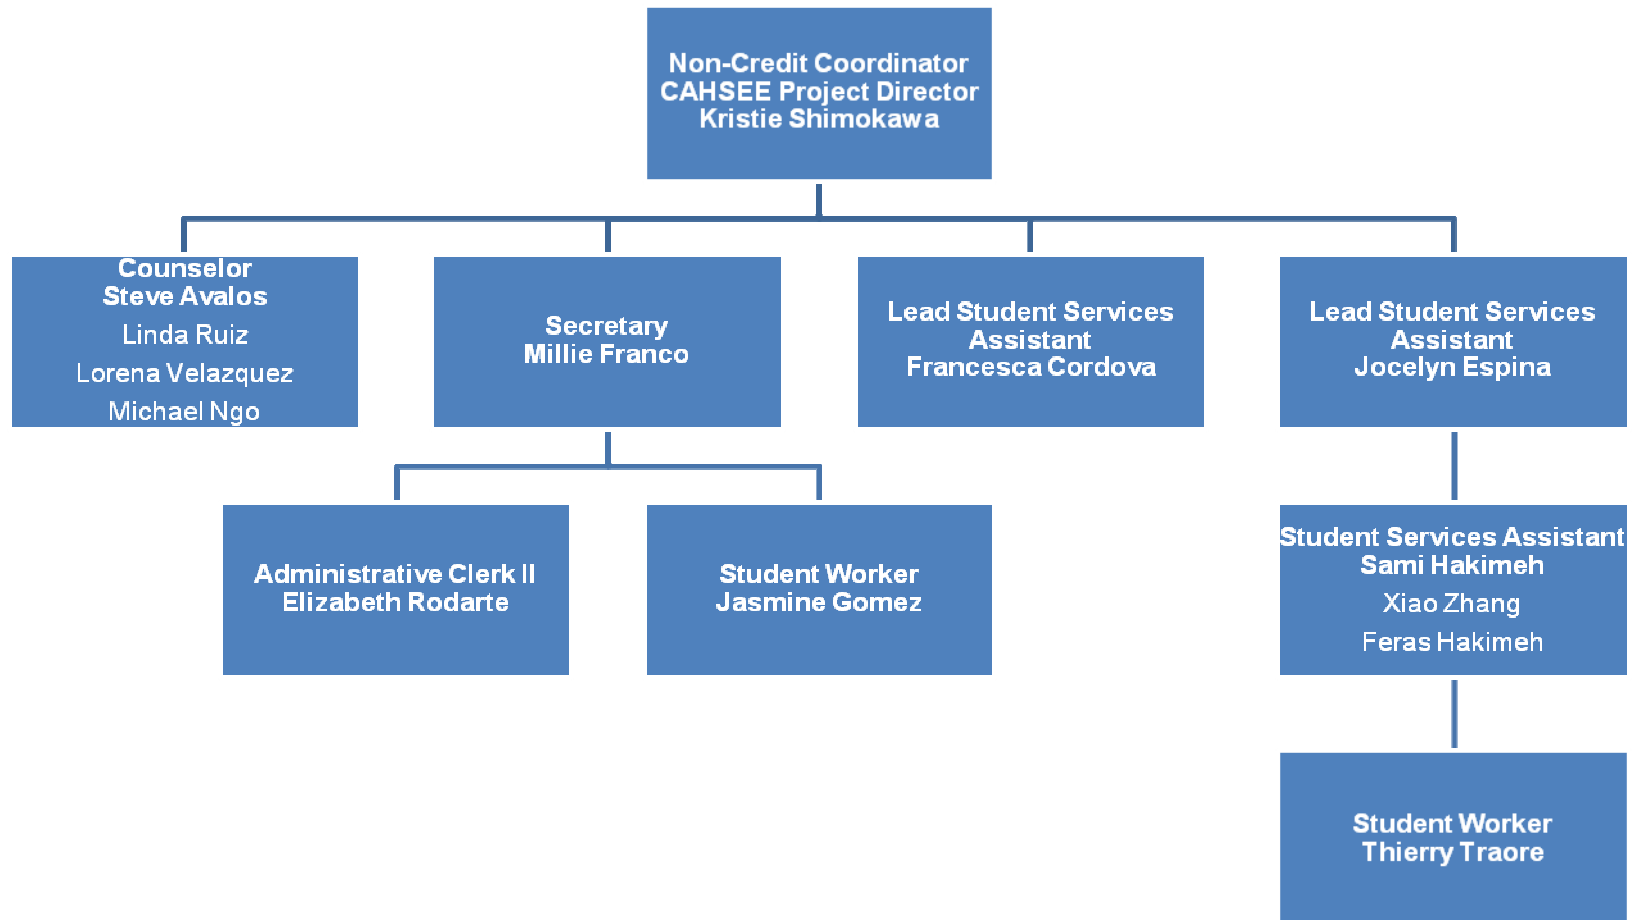 Non-Credit Coordinator
CAHSEE Project Director
Kristie Shimokawa
Counselor
Steve Avalos
Linda Ruiz
Lorena Velazquez
Michael Ngo
Secretary
Millie Franco
Lead Student Services
Assistant
Francesca Cordova
Lead Student Services
Assistant
Jocelyn Espina
Administrative Clerk II
Elizabeth Rodarte
Student Worker
Jasmine Gomez
Student Services Assistant
Sami Hakimeh
Xiao Zhang
Feras Hakimeh
Student Worker
Thierry Traore